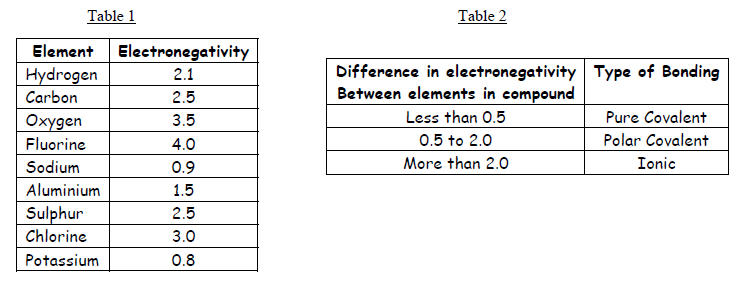 Table 1
Element Electronegativity
Hydrogen 2.1
Carbon 2.5
Oxygen 3.5
Fluorine 4.0
Sodium 0.9
Aluminium 1.5
Sulphur 2.5
Chlorine 3.0
Potassium 0.8
Table 2
Difference in electronegativity Type of Bonding
Between elements in compound
Less than 0.5 Pure Covalent
0.5 to 2.0 Polar Covalent
More than 2.0 Ionic